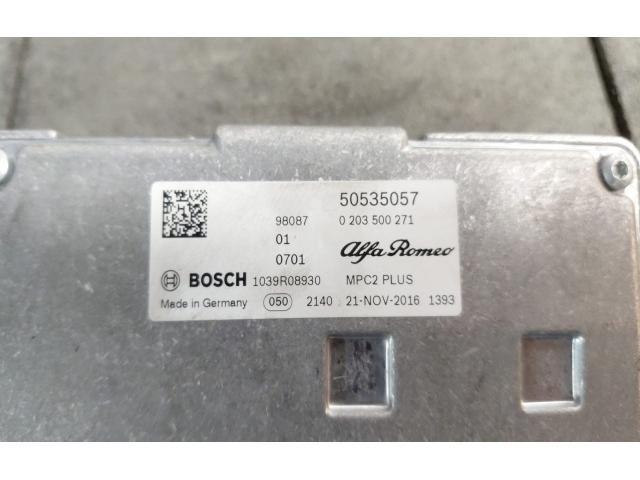 50535057
98087 0 203 500 271
01
Alfa Romeo
0701
BOSCH 1039R08930 MPC2 PLUS
Made in Germany 050 2140 21-NOV-2016 1393